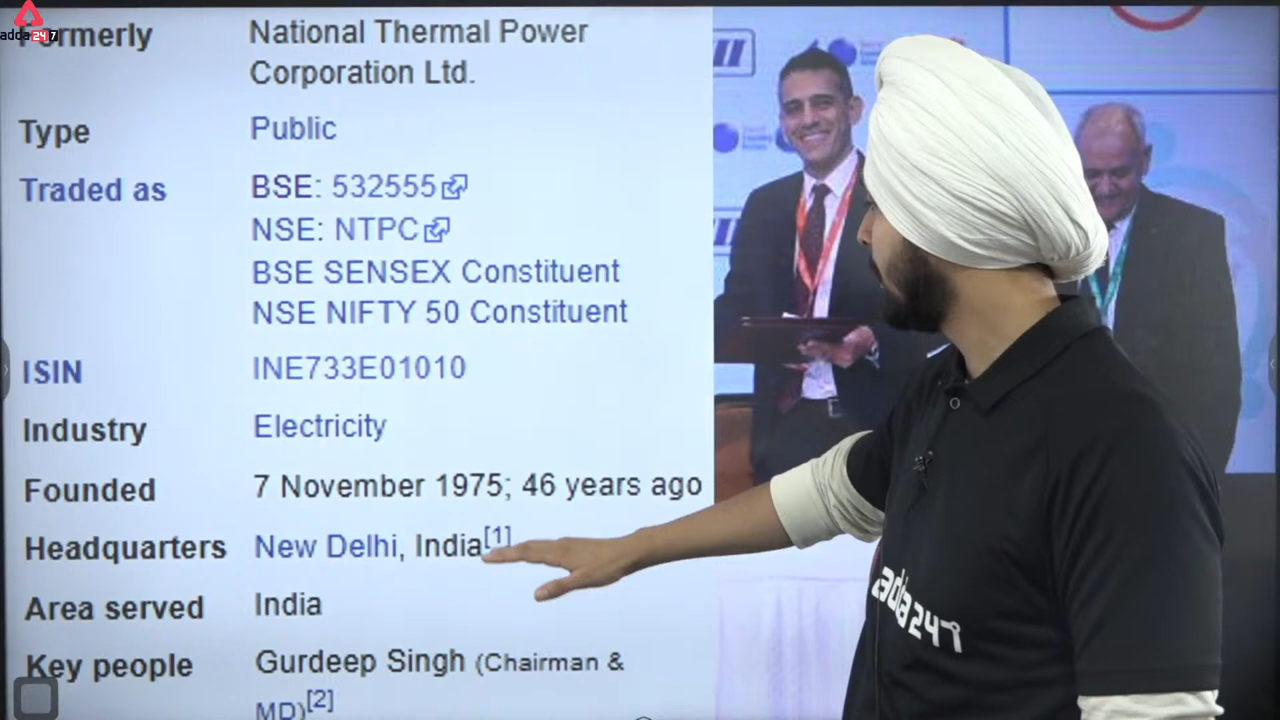 adda 247
Formerly
National Thermal Power
Corporation Ltd.
Type
Public
Traded as
BSE: 532555
NSE: NTPC
BSE SENSEX Constituent
NSE NIFTY 50 Constituent
ISIN
INE733E01010
Industry
Electricity
Founded
7 November 1975; 46 years ago
Headquarters
New Delhi, India[1]
Area served
India
Key people
Gurdeep Singh (Chairman &
MD)[2]
adda247